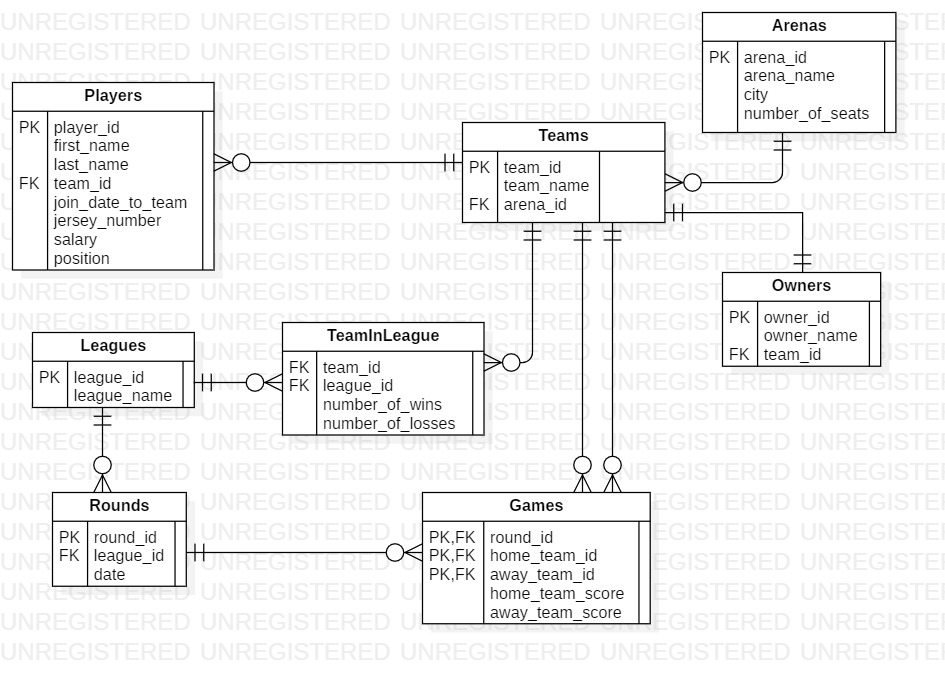 Arenas
PK arena_id
arena_name
city
number_of_seats
Players
PK player_id
first_name
last_name
FK team_id
join_date_to_team
jersey_number
salary
position
Teams
PK team_id
team_name
FK arena_id
Owners
PK owner_id
owner_name
FK team_id
TeamInLeague
FK team_id
FK league_id
number_of_wins
number_of_losses
Leagues
PK league_id
league_name
Rounds
PK round_id
FK league_id
date
Games
PK,FK round_id
PK,FK home_team_id
PK,FK away_team_id
home_team_score
away_team_score
UNREGISTERED UNREGISTERED UNREGISTERED UNREGISTERED